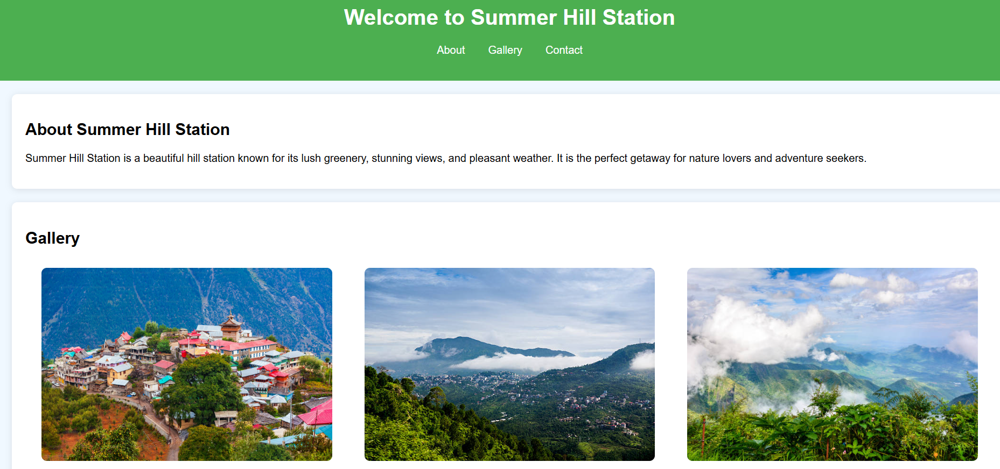 Welcome to Summer Hill Station
About Gallery Contact
About Summer Hill Station
Summer Hill Station is a beautiful hill station known for its lush greenery, stunning views, and pleasant weather. It is the perfect getaway for nature lovers and adventure seekers.
Gallery